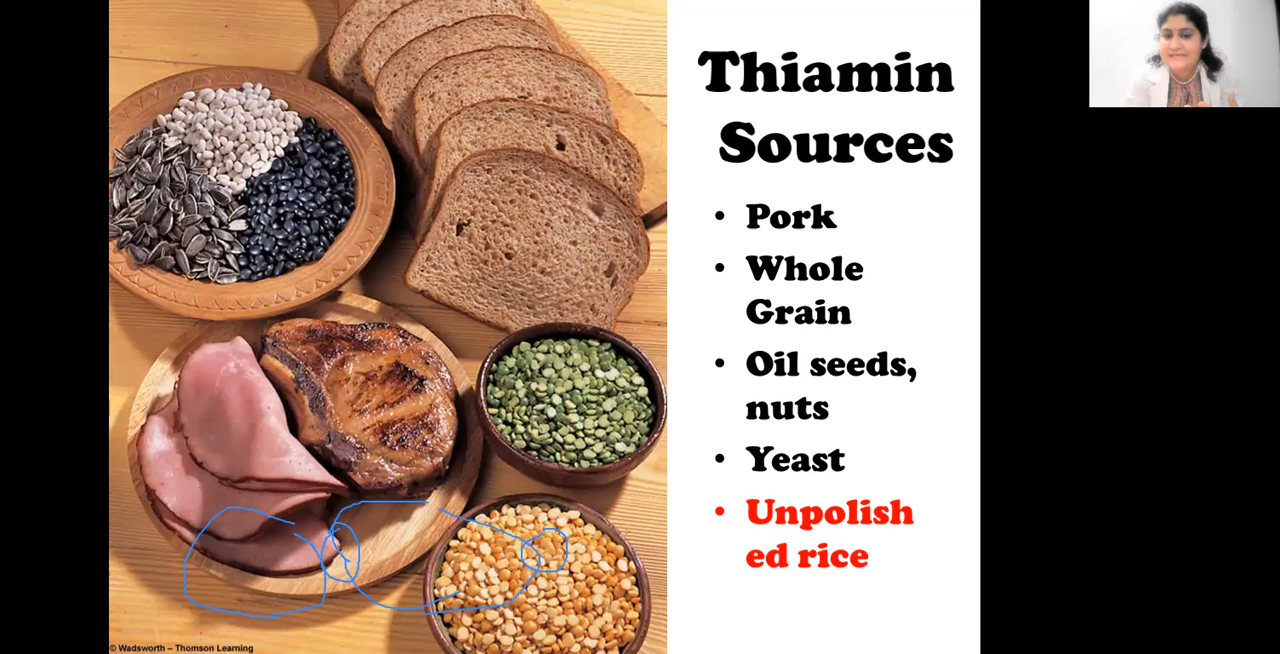 Thiamin
Sources
• Pork
• Whole
Grain
• Oil seeds,
nuts
• Yeast
• Unpolish
ed rice
© Wadsworth – Thomson Learning